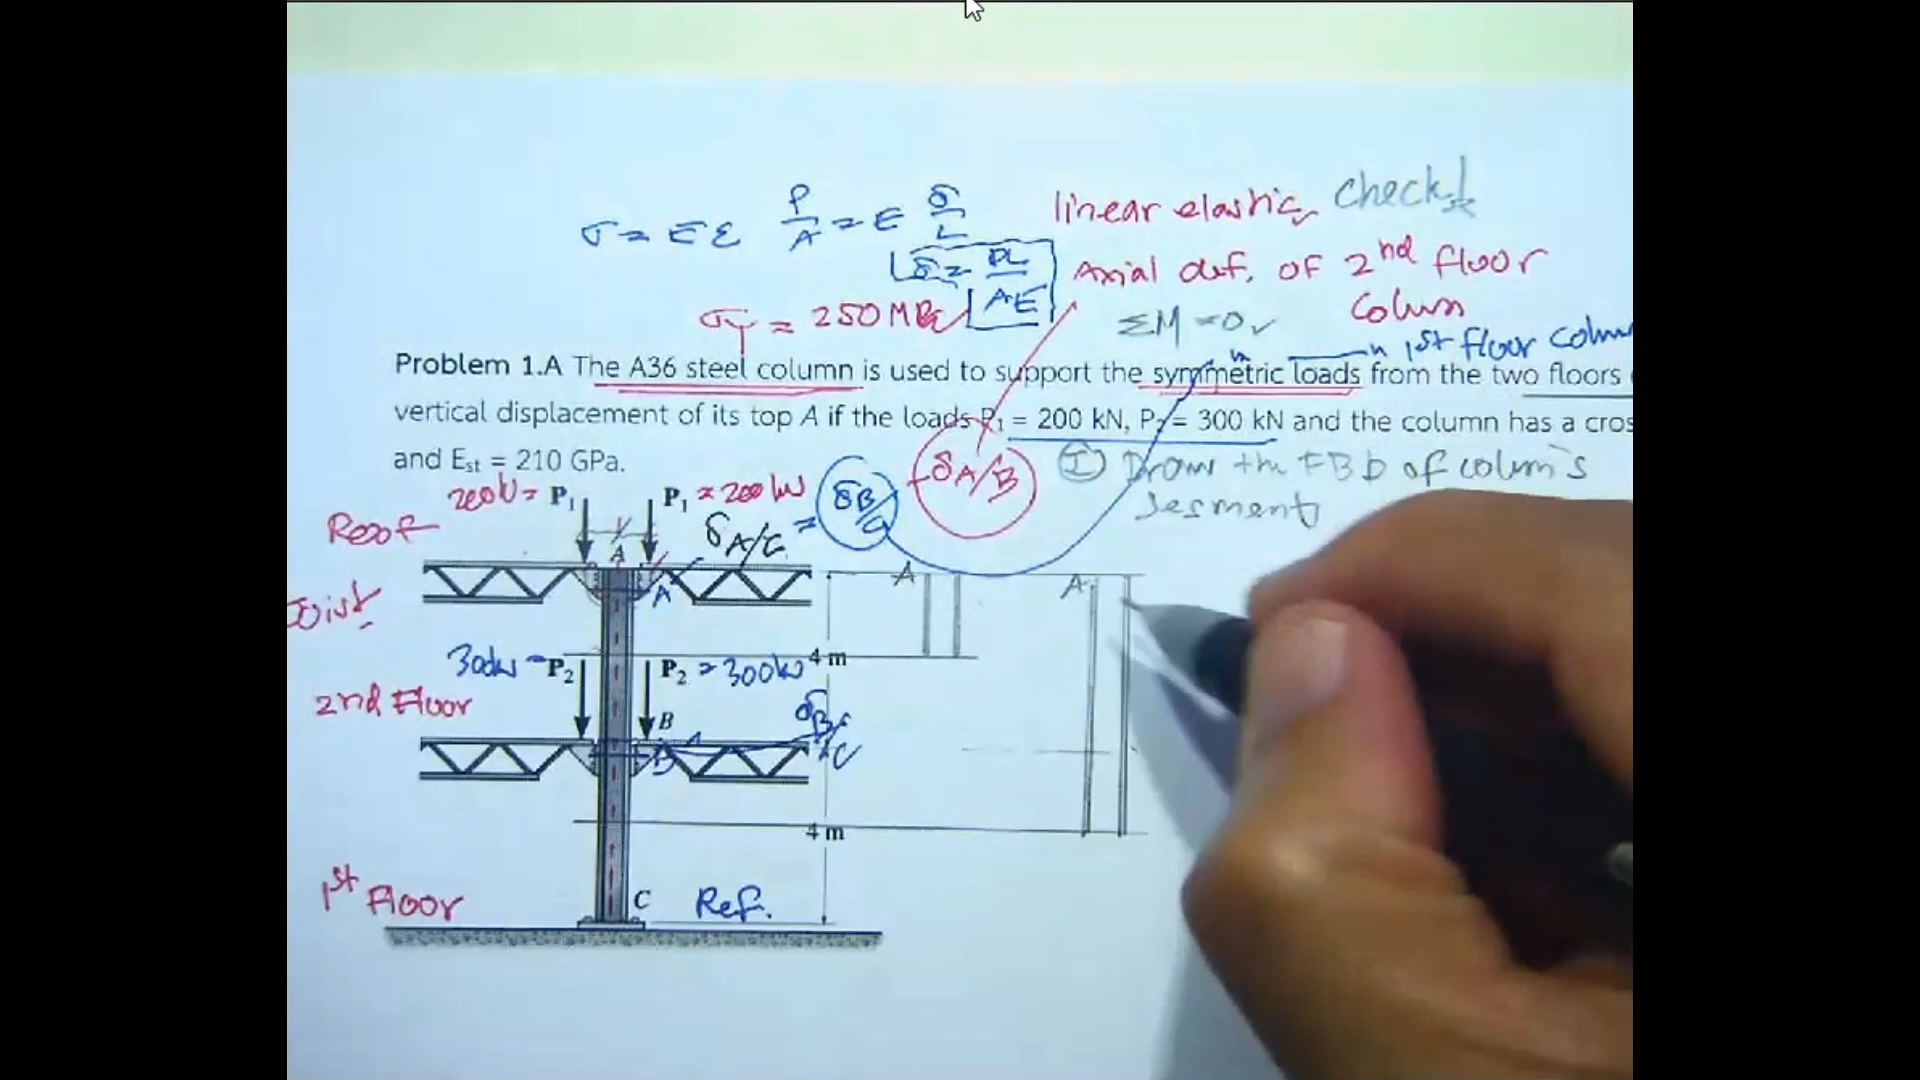 σ = Eε P/A = E δ/L
linear elastic, check!
δ = PL/AE
Axial def. of 2nd floor
column
σY = 250 MPa
ΣM = 0 ✓
1st floor colum
Problem 1.A The A36 steel column is used to support the symmetric loads from the two floors
vertical displacement of its top A if the loads P1 = 200 kN, P2 = 300 kN and the column has a cros
and Est = 210 GPa.
δA/C = δB/C + δA/B
I Draw the FBD of column's
segment
200kN = P1
P1 = 200 kN
Roof
A
A
A
A
Joist
300kN = P2
P2 = 300kN
4 m
2nd Floor
B
B
δB/C
4 m
1st Floor
C
Ref.